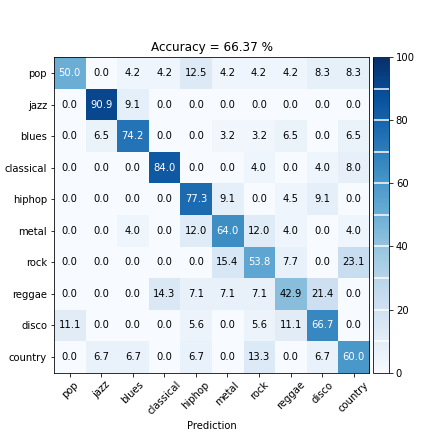 Accuracy = 66.37 %
pop 50.0 0.0 4.2 4.2 12.5 4.2 4.2 4.2 8.3 8.3
jazz 0.0 90.9 9.1 0.0 0.0 0.0 0.0 0.0 0.0 0.0
blues 0.0 6.5 74.2 0.0 0.0 3.2 3.2 6.5 0.0 6.5
classical 0.0 0.0 0.0 84.0 0.0 0.0 4.0 0.0 4.0 8.0
hiphop 0.0 0.0 0.0 0.0 77.3 9.1 0.0 4.5 9.1 0.0
metal 0.0 0.0 4.0 0.0 12.0 64.0 12.0 4.0 0.0 4.0
rock 0.0 0.0 0.0 0.0 0.0 15.4 53.8 7.7 0.0 23.1
reggae 0.0 0.0 0.0 14.3 7.1 7.1 7.1 42.9 21.4 0.0
disco 11.1 0.0 0.0 0.0 5.6 0.0 5.6 11.1 66.7 0.0
country 0.0 6.7 6.7 0.0 6.7 0.0 13.3 0.0 6.7 60.0
pop jazz blues classical hiphop metal rock reggae disco country
Prediction
100
80
60
40
20
0